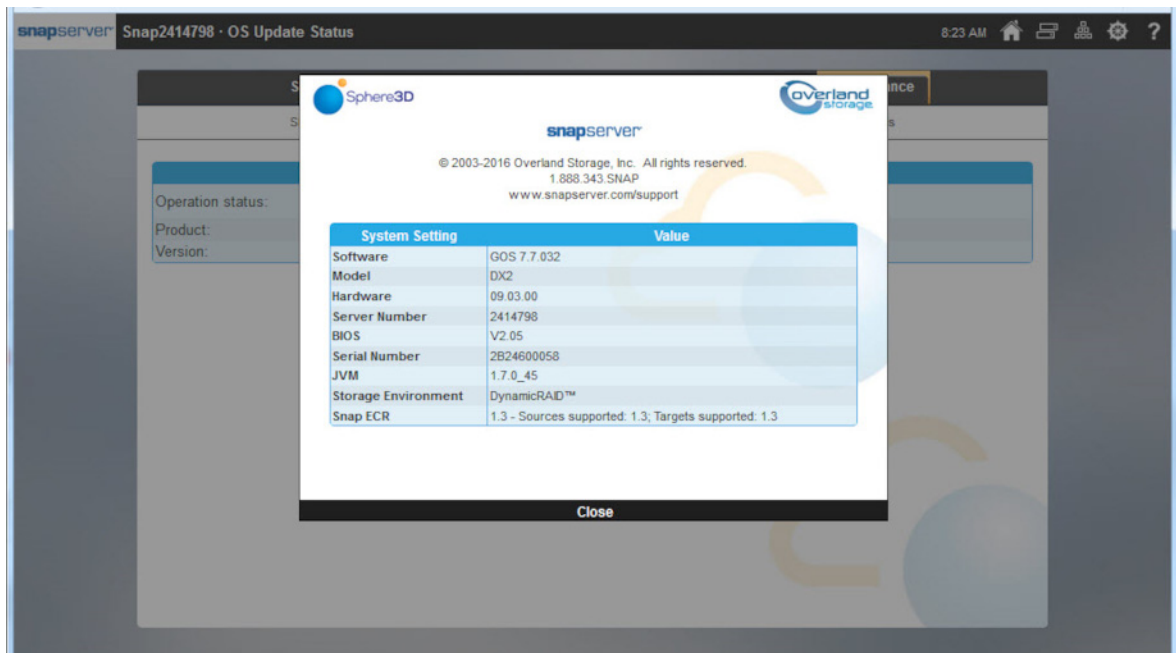 snapserver Snap2414798 · OS Update Status 8:23 AM ?
S nce
S s
Sphere3D overland storage
snapserver
© 2003-2016 Overland Storage, Inc. All rights reserved.
1.888.343.SNAP
www.snapserver.com/support
Operation status:
Product:
Version:
System Setting Value
Software GOS 7.7.032
Model DX2
Hardware 09.03.00
Server Number 2414798
BIOS V2.05
Serial Number 2B24600058
JVM 1.7.0_45
Storage Environment DynamicRAID™
Snap ECR 1.3 - Sources supported: 1.3; Targets supported: 1.3
Close